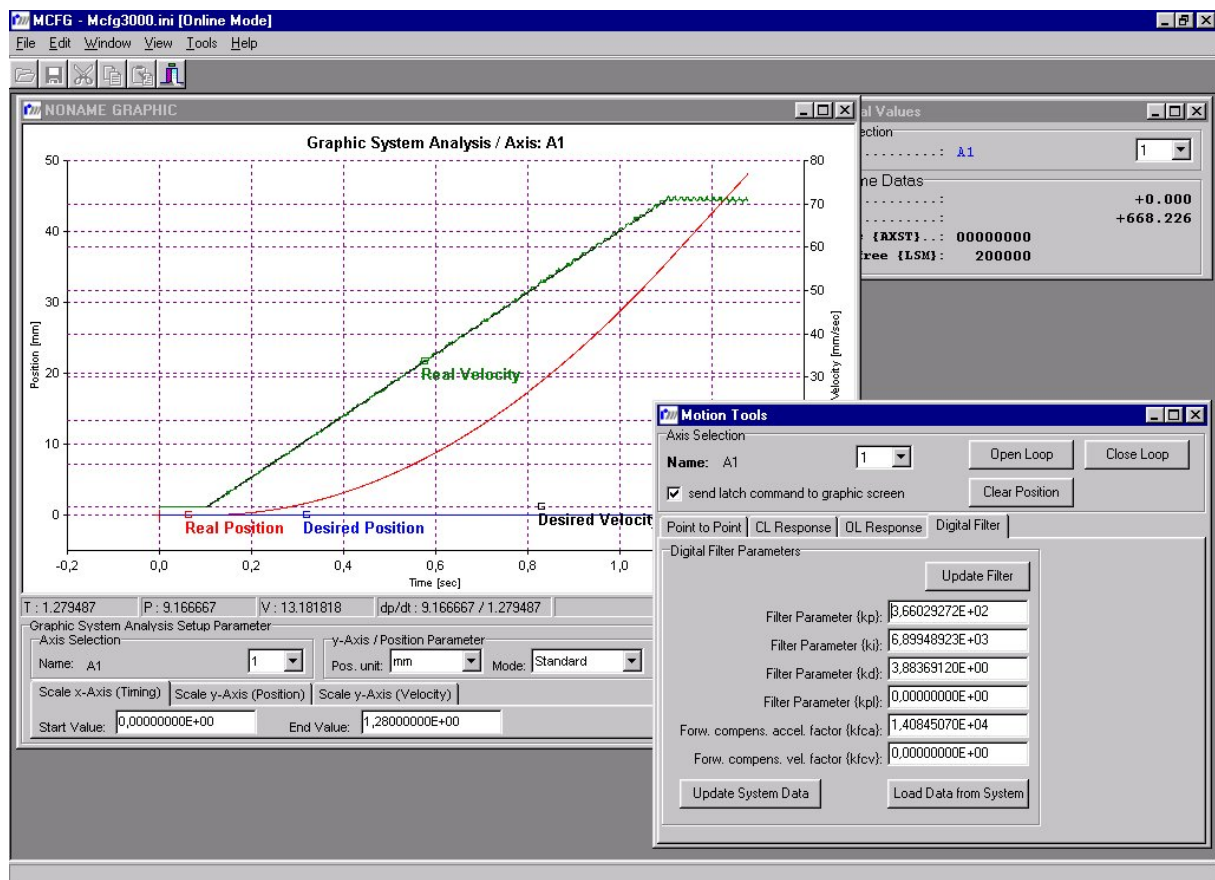 MCFG - Mcfg3000.ini [Online Mode]
File Edit Window View Tools Help
NONAME GRAPHIC
Graphic System Analysis / Axis: A1
50
40
30
20
10
0
Position [mm]
80
70
60
50
40
30
Velocity [mm/sec]
Real Velocity
Real Position
Desired Position
Desired Velocity
-0,2 0,0 0,2 0,4 0,6 0,8 1,0
Time [sec]
T : 1.279487 P : 9.166667 V : 13.181818 dp/dt : 9.166667 / 1.279487
Graphic System Analysis Setup Parameter
Axis Selection
Name: A1 1
y-Axis / Position Parameter
Pos. unit: mm Mode: Standard
Scale x-Axis (Timing) Scale y-Axis (Position) Scale y-Axis (Velocity)
Start Value: 0,00000000E+00 End Value: 1,28000000E+00
al Values
ection
.........: A1 1
me Datas
.........: +0.000
.........: +668.226
{AXST}..: 00000000
free {LSM}: 200000
Motion Tools
Axis Selection
Name: A1 1 Open Loop Close Loop
send latch command to graphic screen Clear Position
Point to Point CL Response OL Response Digital Filter
Digital Filter Parameters
Update Filter
Filter Parameter {kp}: 3,66029272E+02
Filter Parameter {ki}: 6,89948923E+03
Filter Parameter {kd}: 3,88369120E+00
Filter Parameter {kpl}: 0,00000000E+00
Forw. compens. accel. factor {kfca}: 1,40845070E+04
Forw. compens. vel. factor {kfcv}: 0,00000000E+00
Update System Data Load Data from System